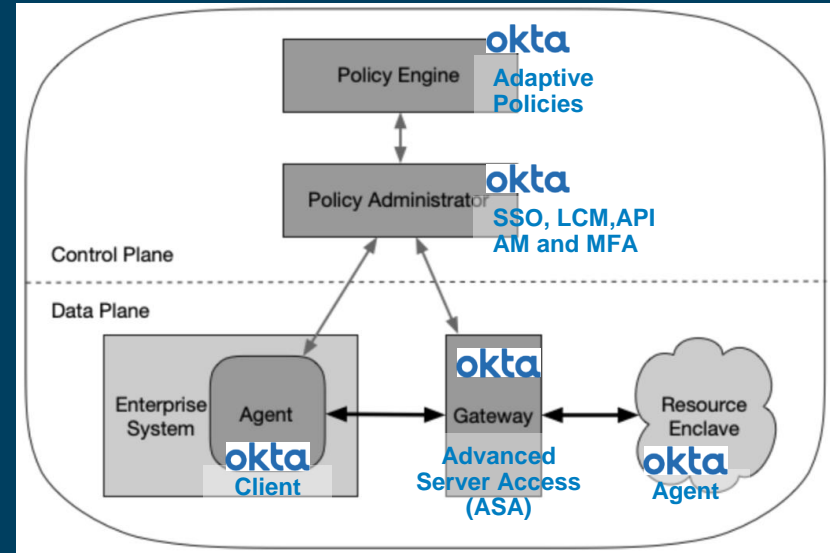 okta
Policy Engine
Adaptive
Policies
okta
Policy Administrator
SSO, LCM,API
AM and MFA
Control Plane
Data Plane
Enterprise
System
Agent
okta
Client
okta
Gateway
Advanced
Server Access
(ASA)
Resource
Enclave
okta
Agent